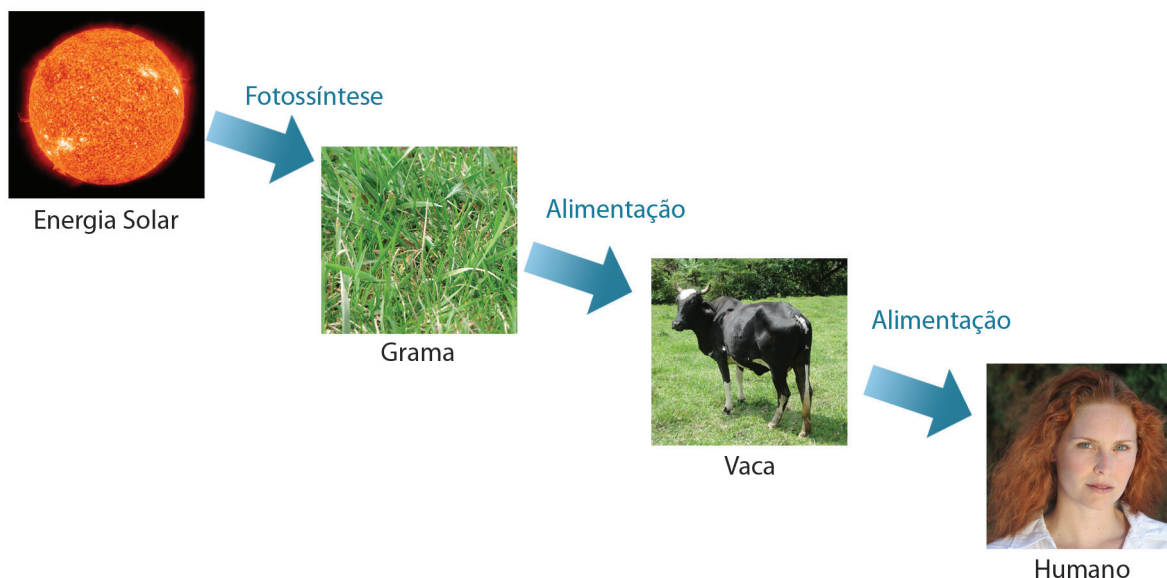 Fotossíntese
Energia Solar
Alimentação
Grama
Alimentação
Vaca
Humano